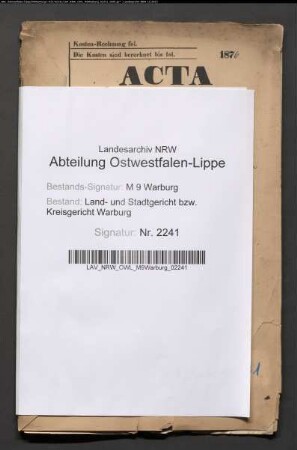 Kosten-Rechnung fol.
Die Kosten sind berechnet bis fol.
187
ACTA
Landesarchiv NRW
Abteilung Ostwestfalen-Lippe
Bestands-Signatur: M 9 Warburg
Bestand: Land- und Stadtgericht bzw.
Kreisgericht Warburg
Signatur: Nr. 2241
LAV_NRW_OWL_M9Warburg_02241
1